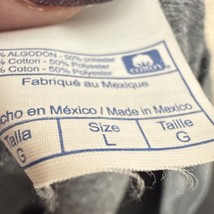 % ALGODÓN - 50% poliéster
% Cotton - 50% Polyester
% Coton - 50% Polyester
COTTON
Fabriqué au Mexique
cho en México / Made in Mexico
Talla Size Taille
G L G